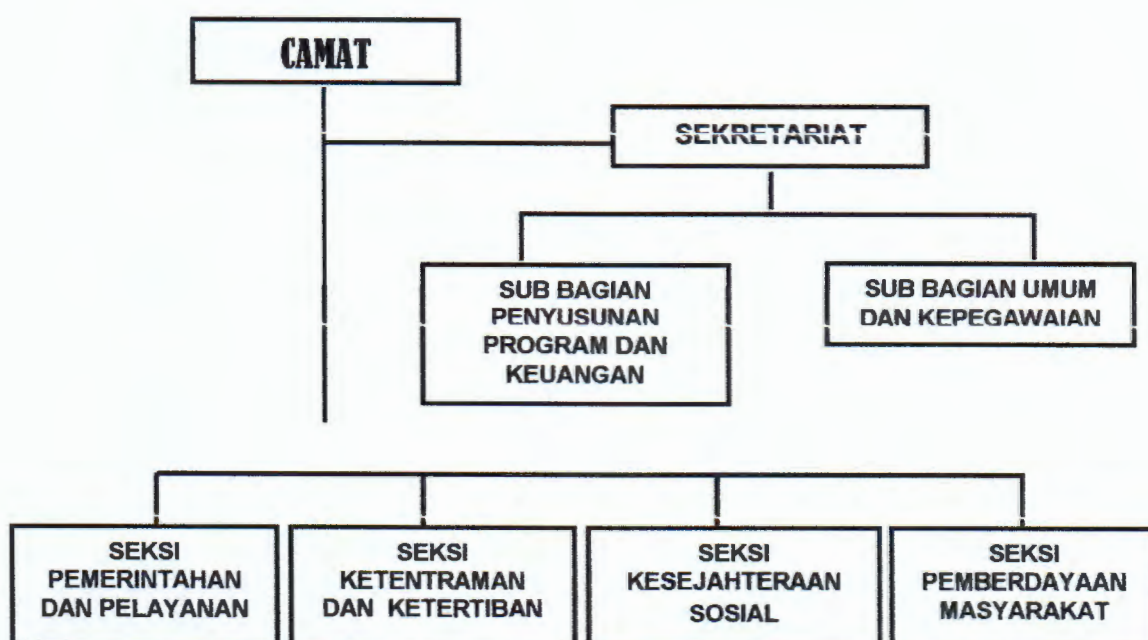 CAMAT
SEKRETARIAT
SUB BAGIAN
PENYUSUNAN
PROGRAM DAN
KEUANGAN
SUB BAGIAN UMUM
DAN KEPEGAWAIAN
SEKSI
PEMERINTAHAN
DAN PELAYANAN
SEKSI
KETENTRAMAN
DAN KETERTIBAN
SEKSI
KESEJAHTERAAN
SOSIAL
SEKSI
PEMBERDAYAAN
MASYARAKAT